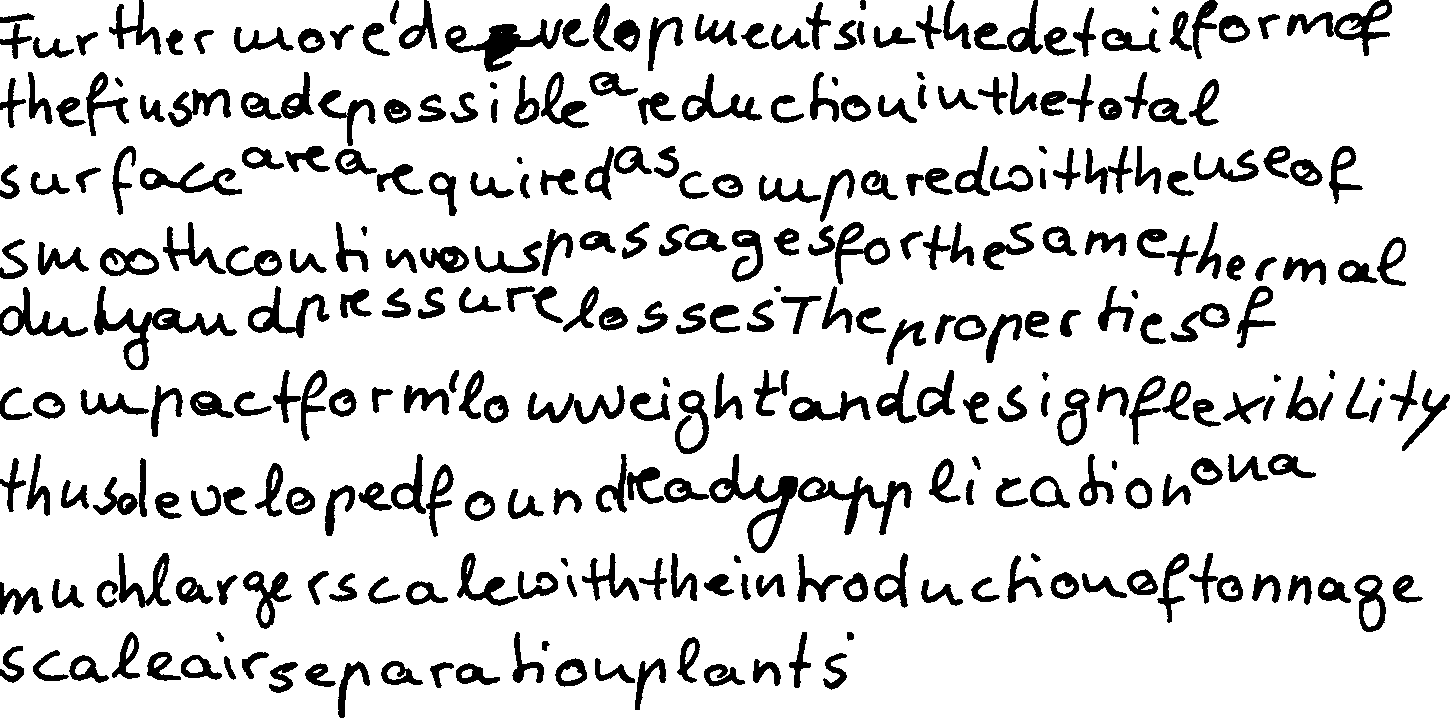 Furthermore, developments in the detail form of
the fins made possible a reduction in the total
surface area required as compared with the use of
smooth continuous passages for the same thermal
duty and pressure losses. The properties of
compact form, low weight, and design flexibility
thus developed found ready application on a
much larger scale with the introduction of tonnage
scale air separation plants.